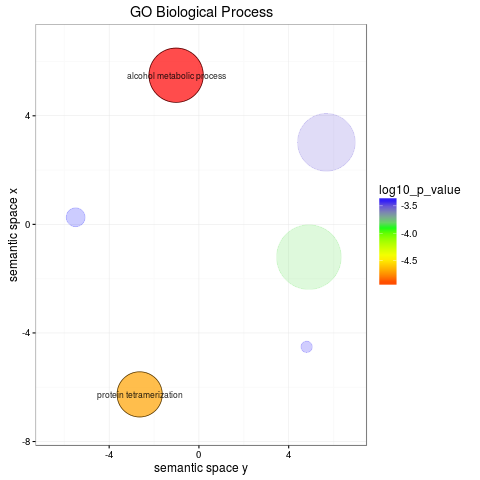 GO Biological Process
alcohol metabolic process
4
0
-4
-8
semantic space x
protein tetramerization
-4
0
4
semantic space y
log10_p_value
-3.5
-4.0
-4.5